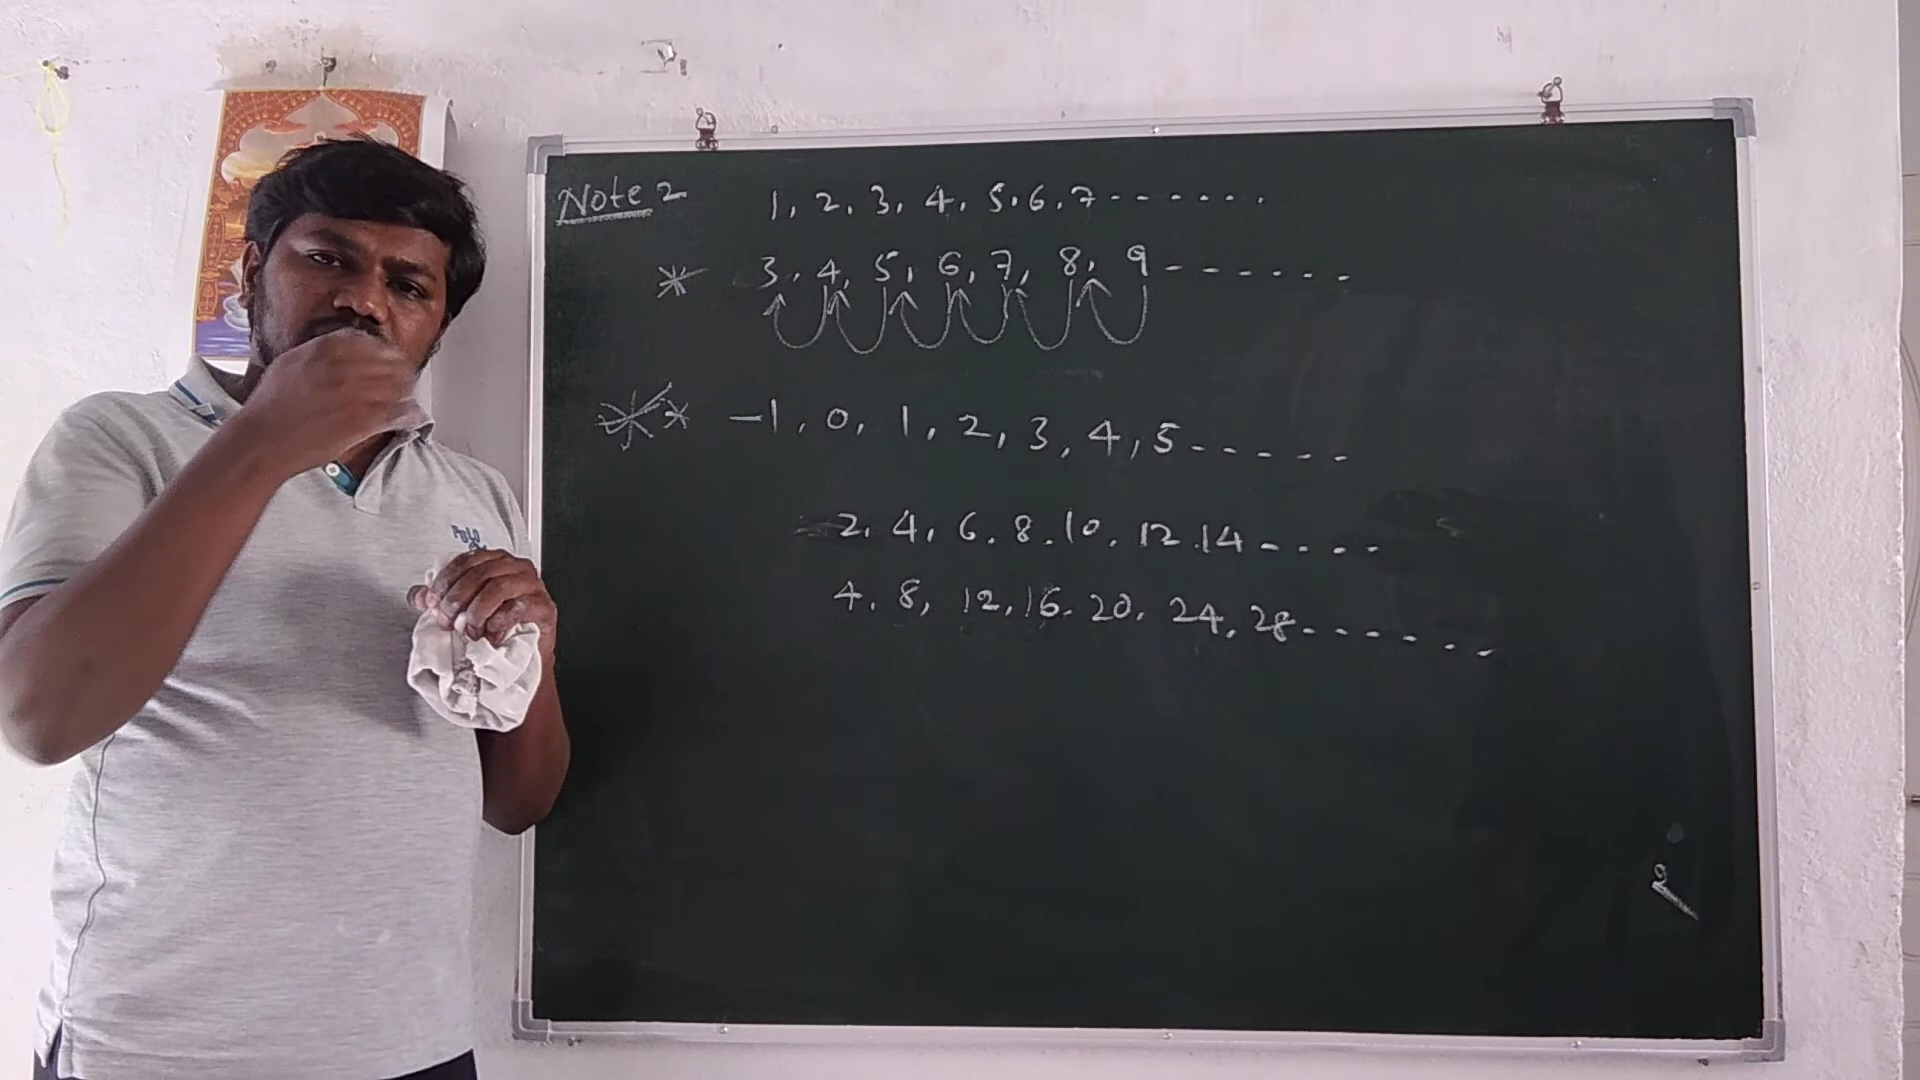 Note 2 1, 2, 3, 4, 5, 6, 7 - - - - - - .
* 3, 4, 5, 6, 7, 8, 9 - - - - - -
* * -1, 0, 1, 2, 3, 4, 5 - - - - -
2, 4, 6, 8, 10, 12, 14 - - - -
4, 8, 12, 16, 20, 24, 28 - - - - - -
Polo